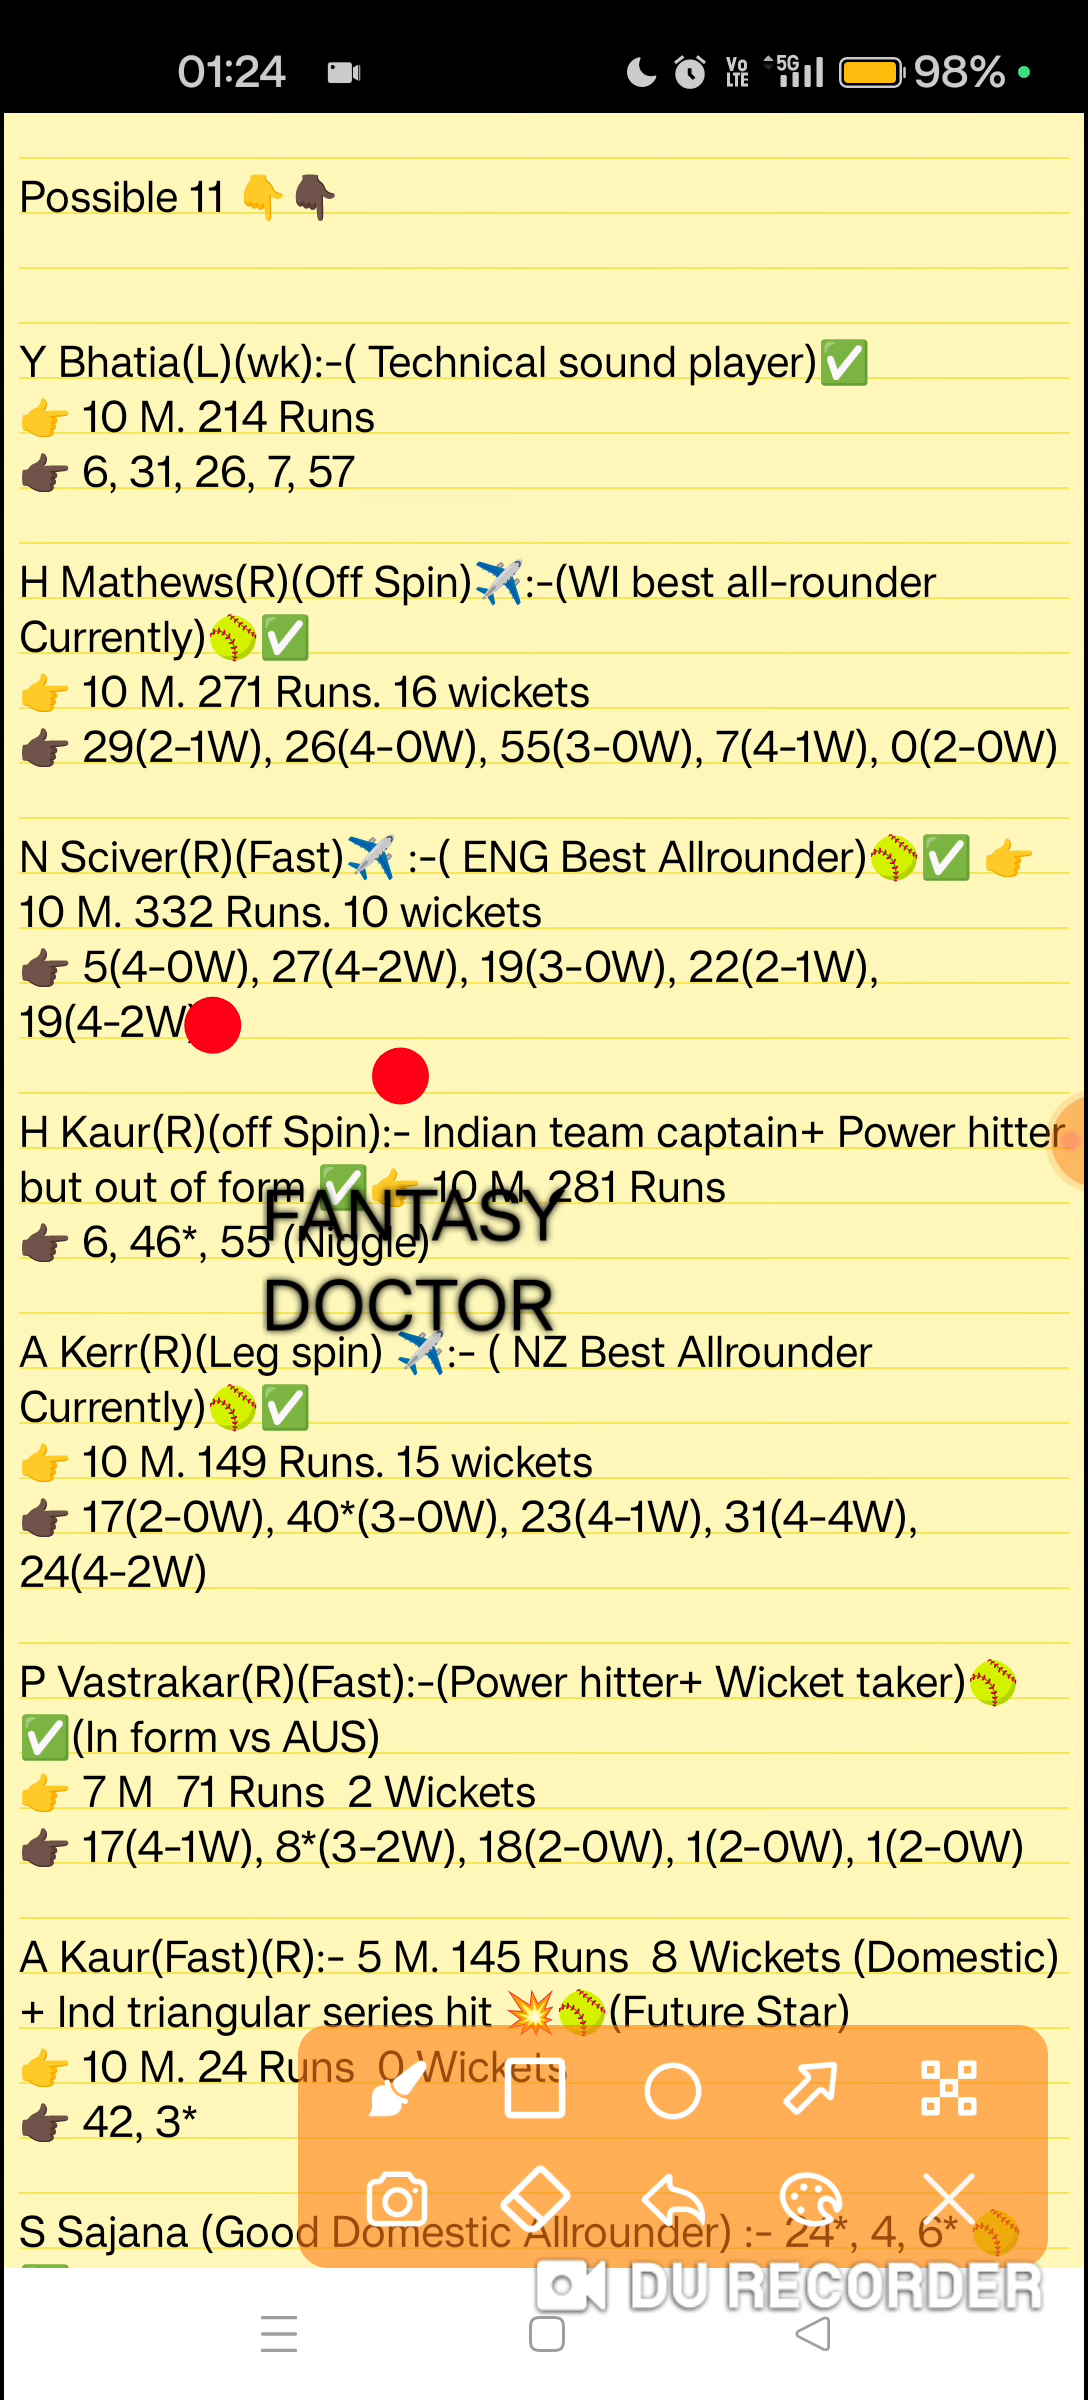 01:24
Vo LTE 5G 98%
Possible 11 👇👇🏿
Y Bhatia(L)(wk):-( Technical sound player)✅
👉 10 M. 214 Runs
👉🏿 6, 31, 26, 7, 57
H Mathews(R)(Off Spin)✈️:-(WI best all-rounder
Currently)🥎✅
👉 10 M. 271 Runs. 16 wickets
👉🏿 29(2-1W), 26(4-0W), 55(3-0W), 7(4-1W), 0(2-0W)
N Sciver(R)(Fast)✈️ :-( ENG Best Allrounder)🥎✅ 👉
10 M. 332 Runs. 10 wickets
👉🏿 5(4-0W), 27(4-2W), 19(3-0W), 22(2-1W),
19(4-2W)
H Kaur(R)(off Spin):- Indian team captain+ Power hitter
but out of form ✅👉 10 M. 281 Runs
👉🏿 6, 46*, 55 (Niggle)
FANTASY
DOCTOR
A Kerr(R)(Leg spin) ✈️:- ( NZ Best Allrounder
Currently)🥎✅
👉 10 M. 149 Runs. 15 wickets
👉🏿 17(2-0W), 40*(3-0W), 23(4-1W), 31(4-4W),
24(4-2W)
P Vastrakar(R)(Fast):-(Power hitter+ Wicket taker)🥎
✅(In form vs AUS)
👉 7 M  71 Runs  2 Wickets
👉🏿 17(4-1W), 8*(3-2W), 18(2-0W), 1(2-0W), 1(2-0W)
A Kaur(Fast)(R):- 5 M. 145 Runs  8 Wickets (Domestic)
+ Ind triangular series hit 💥🥎(Future Star)
👉 10 M. 24 Runs  0 Wickets
👉🏿 42, 3*
S Sajana (Good Domestic Allrounder) :- 24*, 4, 6* 🥎
DU RECORDER